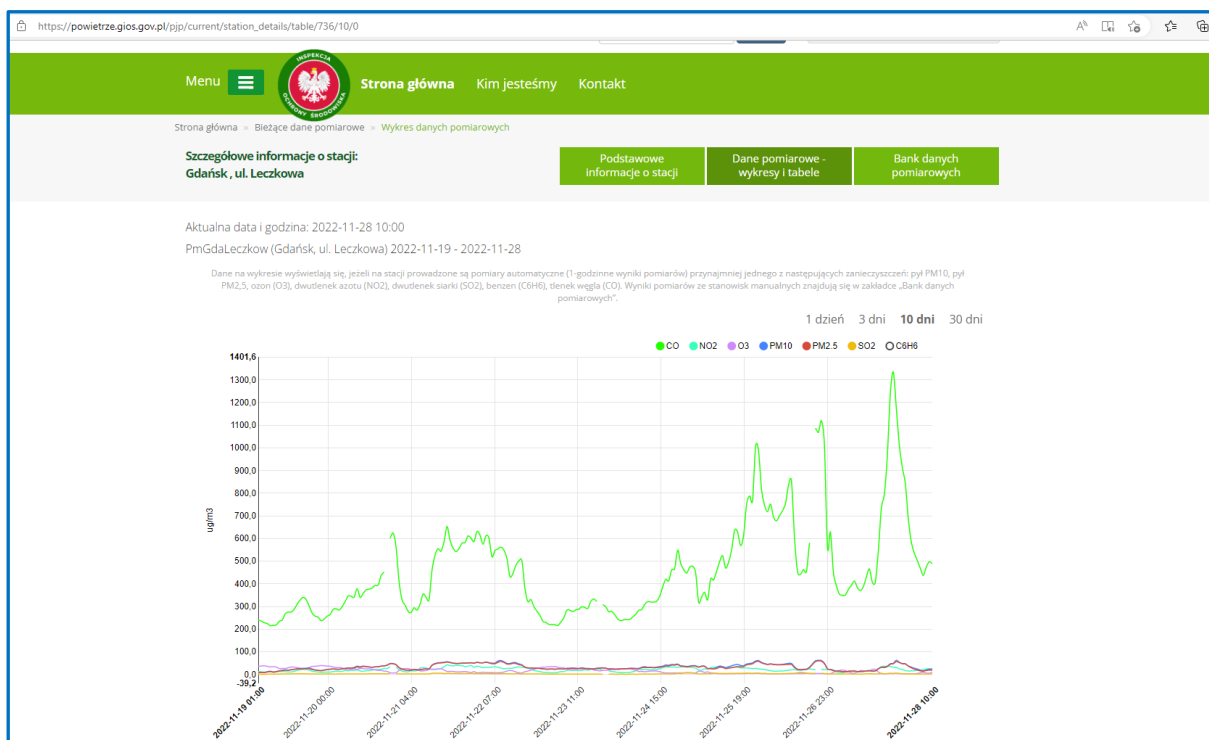 https://powietrze.gios.gov.pl/pjp/current/station_details/table/736/10/0
Menu
INSPEKCJA
OCHRONY ŚRODOWISKA
Strona główna Kim jesteśmy Kontakt
Strona główna » Bieżące dane pomiarowe » Wykres danych pomiarowych
Szczegółowe informacje o stacji:
Gdańsk , ul. Leczkowa
Podstawowe
informacje o stacji
Dane pomiarowe -
wykresy i tabele
Bank danych
pomiarowych
Aktualna data i godzina: 2022-11-28 10:00
PmGdaLeczkow (Gdańsk, ul. Leczkowa) 2022-11-19 - 2022-11-28
Dane na wykresie wyświetlają się, jeżeli na stacji prowadzone są pomiary automatyczne (1-godzinne wyniki pomiarów) przynajmniej jednego z następujących zanieczyszczeń: pył PM10, pył
PM2,5, ozon (O3), dwutlenek azotu (NO2), dwutlenek siarki (SO2), benzen (C6H6), tlenek węgla (CO). Wyniki pomiarów ze stanowisk manualnych znajdują się w zakładce „Bank danych
pomiarowych”.
1 dzień 3 dni 10 dni 30 dni
CO NO2 O3 PM10 PM2.5 SO2 C6H6
1401,6
1300,0
1200,0
1100,0
1000,0
900,0
800,0
700,0
600,0
500,0
400,0
300,0
200,0
100,0
0,0
-39,2
ug/m3
2022-11-19 01:00
2022-11-20 00:00
2022-11-21 04:00
2022-11-22 07:00
2022-11-23 11:00
2022-11-24 15:00
2022-11-25 19:00
2022-11-26 23:00
2022-11-28 10:00